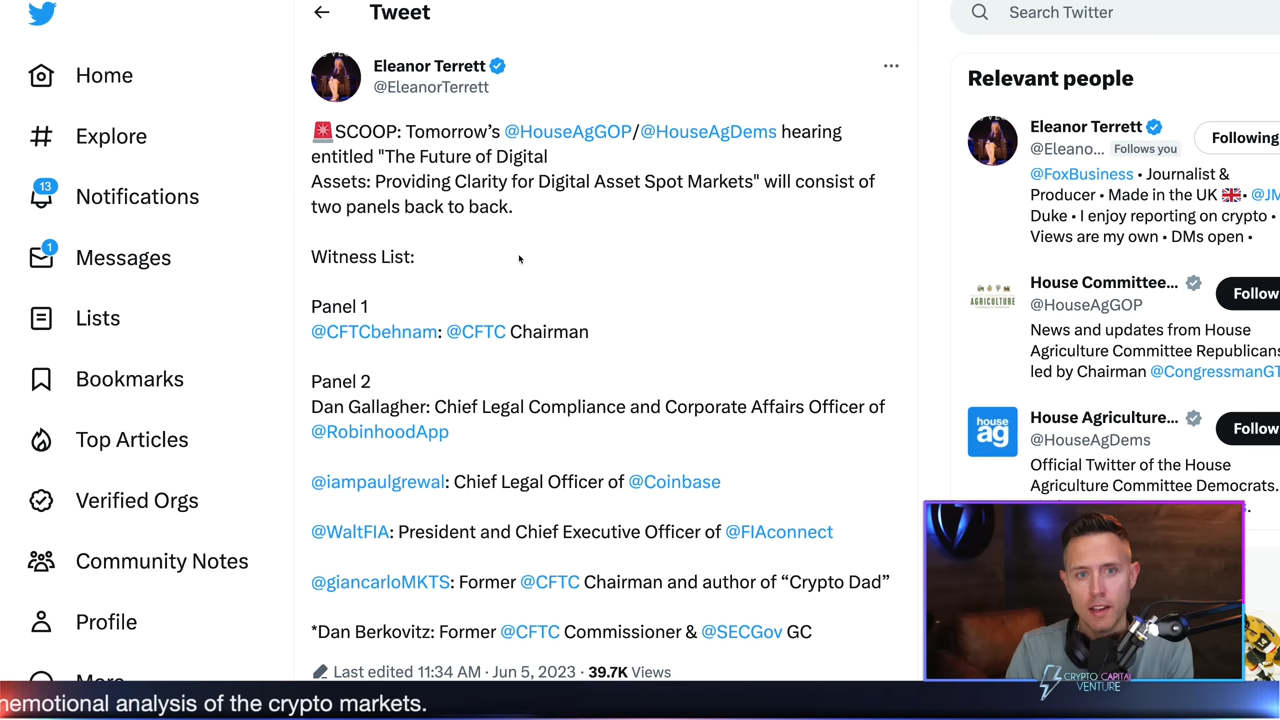 Home
Explore
13
Notifications
1
Messages
Lists
Bookmarks
Top Articles
Verified Orgs
Community Notes
Profile
More
Tweet
Eleanor Terrett
@EleanorTerrett
🚨SCOOP: Tomorrow’s @HouseAgGOP/@HouseAgDems hearing
entitled "The Future of Digital
Assets: Providing Clarity for Digital Asset Spot Markets" will consist of
two panels back to back.
Witness List:
Panel 1
@CFTCbehnam: @CFTC Chairman
Panel 2
Dan Gallagher: Chief Legal Compliance and Corporate Affairs Officer of
@RobinhoodApp
@iampaulgrewal: Chief Legal Officer of @Coinbase
@WaltFIA: President and Chief Executive Officer of @FIAconnect
@giancarloMKTS: Former @CFTC Chairman and author of “Crypto Dad”
*Dan Berkovitz: Former @CFTC Commissioner & @SECGov GC
Last edited 11:34 AM · Jun 5, 2023 · 39.7K Views
Search Twitter
Relevant people
Eleanor Terrett
Following
@Eleano... Follows you
@FoxBusiness • Journalist &
Producer • Made in the UK 🇬🇧• @JM
Duke • I enjoy reporting on crypto •
Views are my own • DMs open •
AGRICULTURE
House Committee...
@HouseAgGOP
Follow
News and updates from House
Agriculture Committee Republicans
led by Chairman @CongressmanGT
house
ag
House Agriculture...
@HouseAgDems
Follow
Official Twitter of the House
Agriculture Committee Democrats.
CRYPTO CAPITAL
VENTURE
nemotional analysis of the crypto markets.